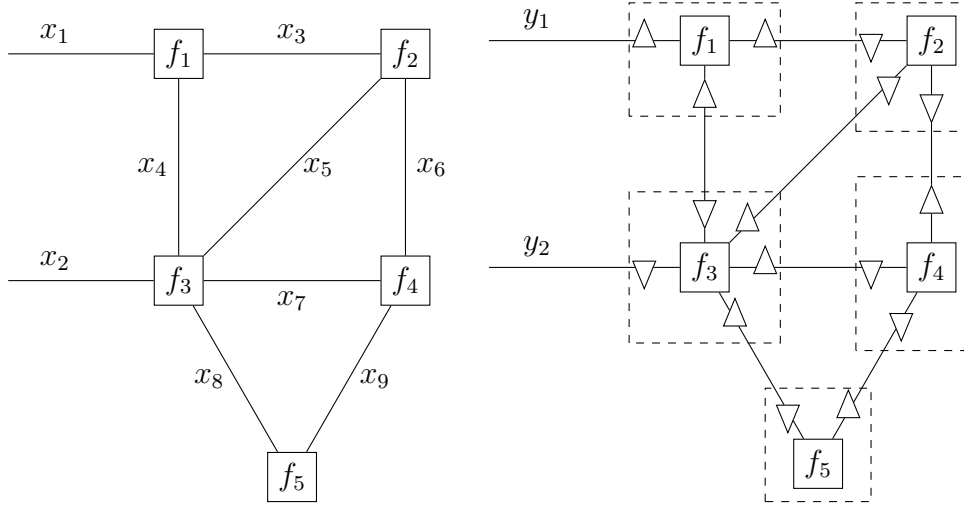 x₁ x₃ y₁
f₁ f₂ f₁ f₂
x₄ x₅ x₆
x₂ y₂
f₃ f₄ f₃ f₄
x₇
x₈ x₉
f₅ f₅